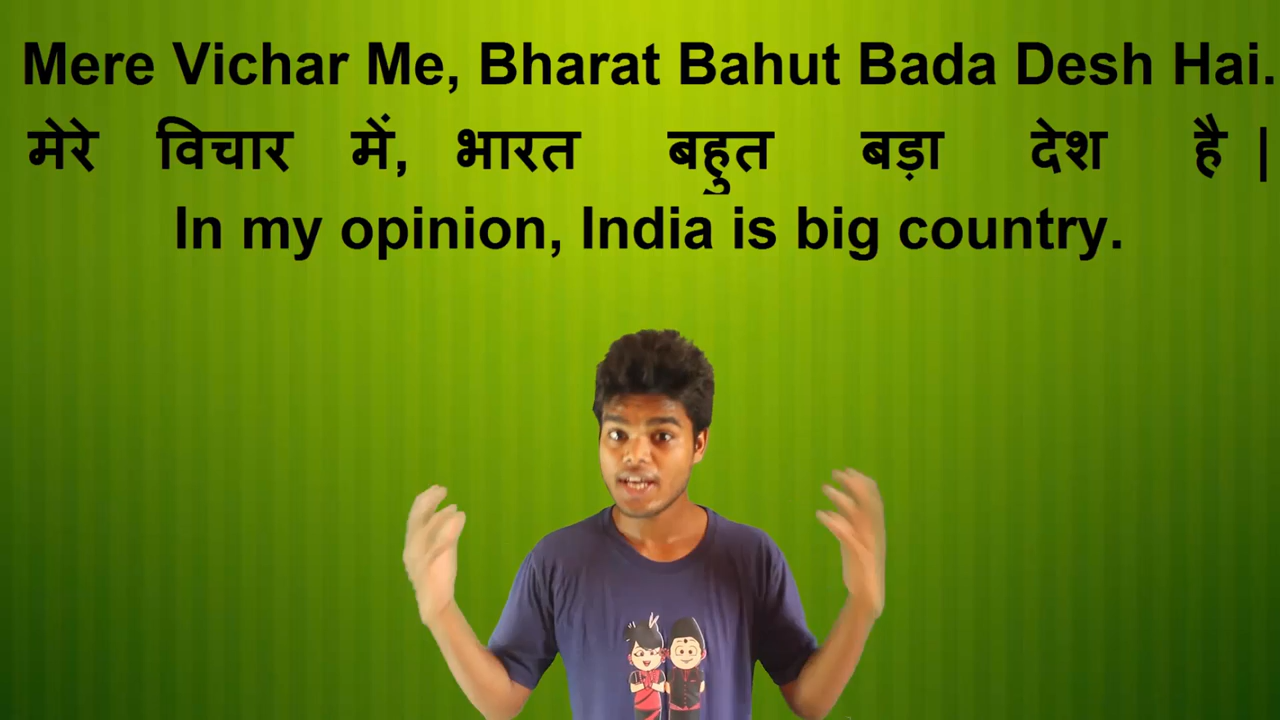 Mere Vichar Me, Bharat Bahut Bada Desh Hai.
मेरे विचार में, भारत बहुत बड़ा देश है |
In my opinion, India is big country.